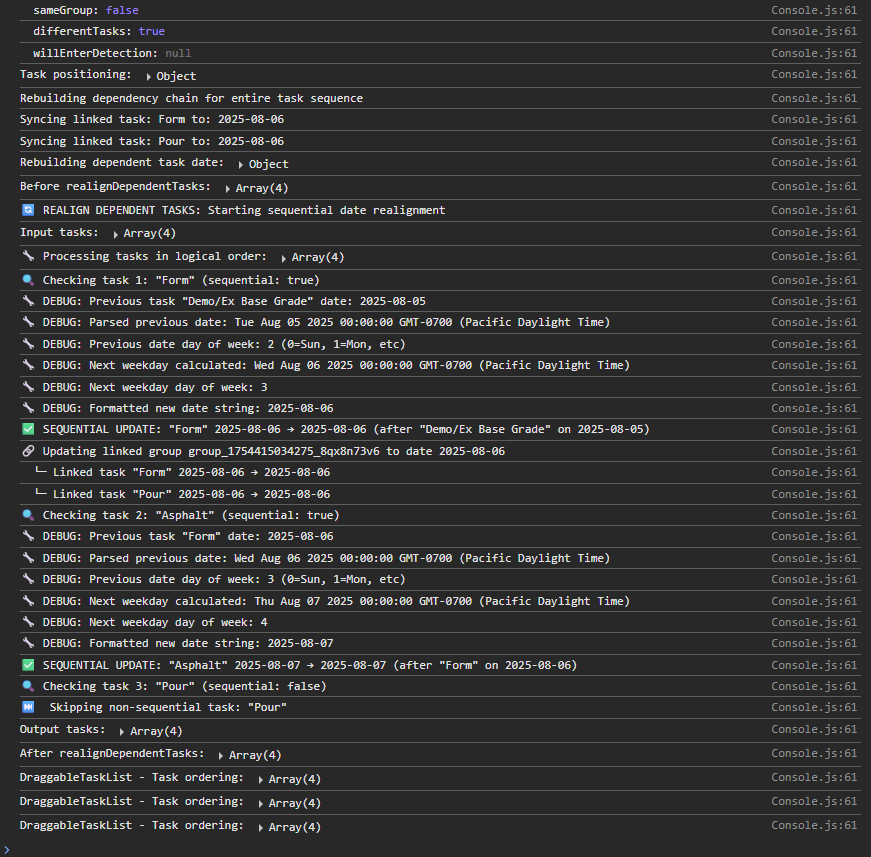 sameGroup: false Console.js:61
differentTasks: true Console.js:61
willEnterDetection: null Console.js:61
Task positioning: ▶ Object Console.js:61
Rebuilding dependency chain for entire task sequence Console.js:61
Syncing linked task: Form to: 2025-08-06 Console.js:61
Syncing linked task: Pour to: 2025-08-06 Console.js:61
Rebuilding dependent task date: ▶ Object Console.js:61
Before realignDependentTasks: ▶ Array(4) Console.js:61
🔄 REALIGN DEPENDENT TASKS: Starting sequential date realignment Console.js:61
Input tasks: ▶ Array(4) Console.js:61
🔧 Processing tasks in logical order: ▶ Array(4) Console.js:61
🔍 Checking task 1: "Form" (sequential: true) Console.js:61
🔧 DEBUG: Previous task "Demo/Ex Base Grade" date: 2025-08-05 Console.js:61
🔧 DEBUG: Parsed previous date: Tue Aug 05 2025 00:00:00 GMT-0700 (Pacific Daylight Time) Console.js:61
🔧 DEBUG: Previous date day of week: 2 (0=Sun, 1=Mon, etc) Console.js:61
🔧 DEBUG: Next weekday calculated: Wed Aug 06 2025 00:00:00 GMT-0700 (Pacific Daylight Time) Console.js:61
🔧 DEBUG: Next weekday day of week: 3 Console.js:61
🔧 DEBUG: Formatted new date string: 2025-08-06 Console.js:61
✅ SEQUENTIAL UPDATE: "Form" 2025-08-06 → 2025-08-06 (after "Demo/Ex Base Grade" on 2025-08-05) Console.js:61
🔗 Updating linked group group_1754415034275_8qx8n73v6 to date 2025-08-06 Console.js:61
└─ Linked task "Form" 2025-08-06 → 2025-08-06 Console.js:61
└─ Linked task "Pour" 2025-08-06 → 2025-08-06 Console.js:61
🔍 Checking task 2: "Asphalt" (sequential: true) Console.js:61
🔧 DEBUG: Previous task "Form" date: 2025-08-06 Console.js:61
🔧 DEBUG: Parsed previous date: Wed Aug 06 2025 00:00:00 GMT-0700 (Pacific Daylight Time) Console.js:61
🔧 DEBUG: Previous date day of week: 3 (0=Sun, 1=Mon, etc) Console.js:61
🔧 DEBUG: Next weekday calculated: Thu Aug 07 2025 00:00:00 GMT-0700 (Pacific Daylight Time) Console.js:61
🔧 DEBUG: Next weekday day of week: 4 Console.js:61
🔧 DEBUG: Formatted new date string: 2025-08-07 Console.js:61
✅ SEQUENTIAL UPDATE: "Asphalt" 2025-08-07 → 2025-08-07 (after "Form" on 2025-08-06) Console.js:61
🔍 Checking task 3: "Pour" (sequential: false) Console.js:61
⏭ Skipping non-sequential task: "Pour" Console.js:61
Output tasks: ▶ Array(4) Console.js:61
After realignDependentTasks: ▶ Array(4) Console.js:61
DraggableTaskList - Task ordering: ▶ Array(4) Console.js:61
DraggableTaskList - Task ordering: ▶ Array(4) Console.js:61
DraggableTaskList - Task ordering: ▶ Array(4) Console.js:61